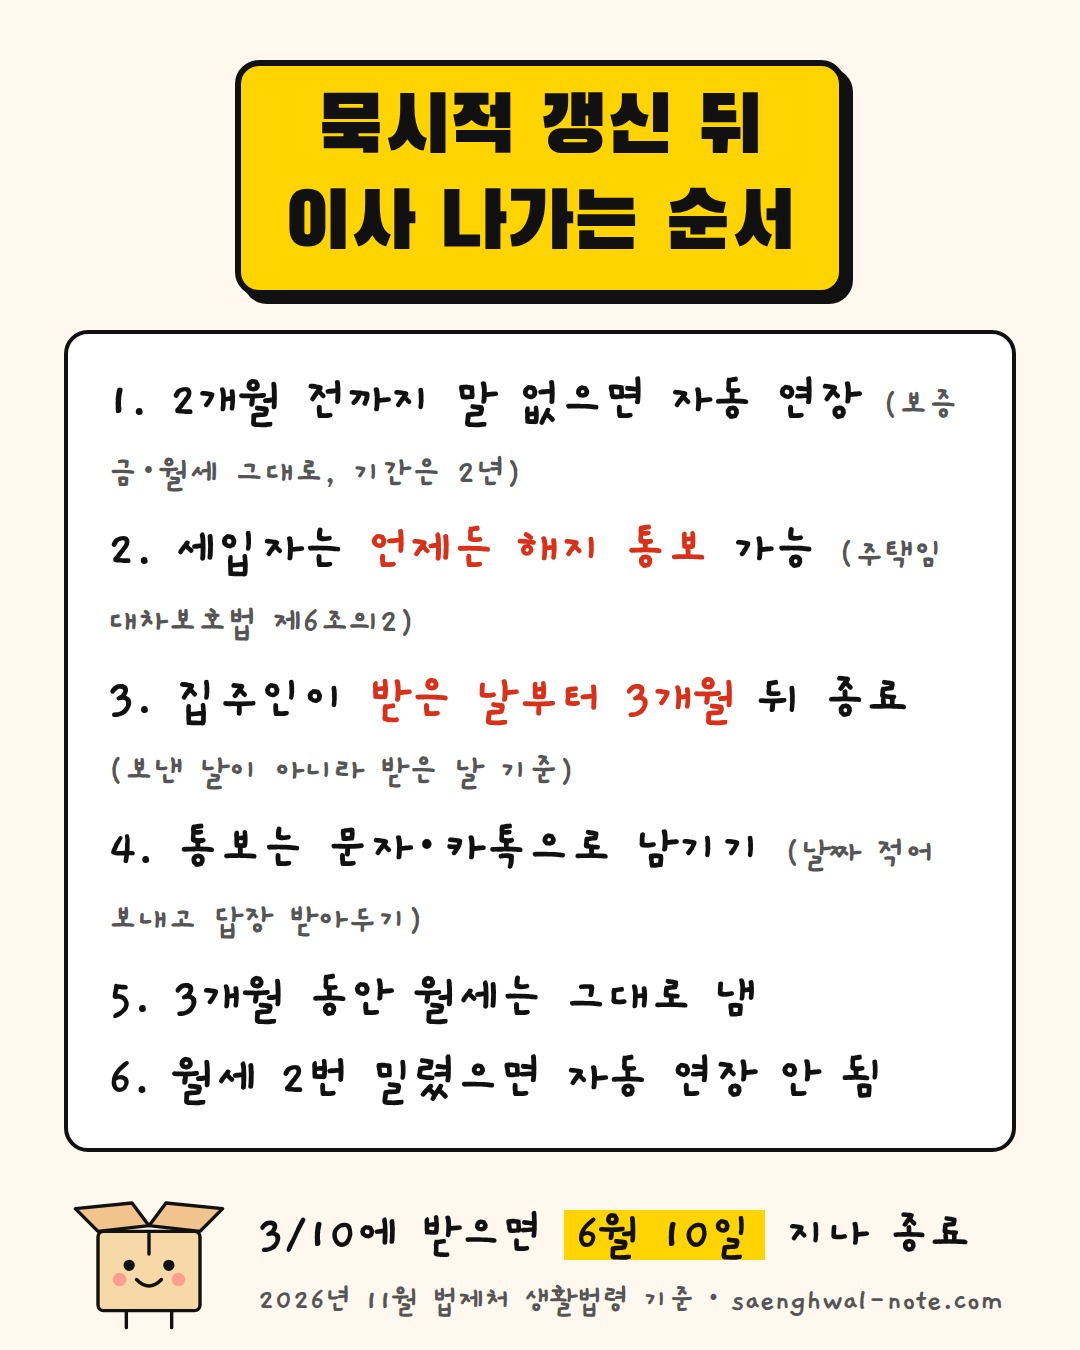 묵시적 갱신 뒤
이사 나가는 순서
1. 2개월 전까지 말 없으면 자동 연장 (보증
금·월세 그대로, 기간은 2년)
2. 세입자는 언제든 해지 통보 가능 (주택임
대차보호법 제6조의2)
3. 집주인이 받은 날부터 3개월 뒤 종료
(보낸 날이 아니라 받은 날 기준)
4. 통보는 문자·카톡으로 남기기 (날짜 적어
보내고 답장 받아두기)
5. 3개월 동안 월세는 그대로 냄
6. 월세 2번 밀렸으면 자동 연장 안 됨
3/10에 받으면 6월 10일 지나 종료
2026년 11월 법제처 생활법령 기준 · saenghwal-note.com